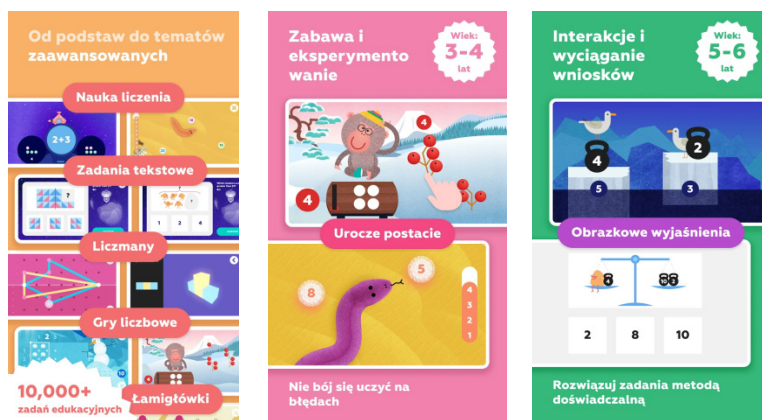 Od podstaw do tematów
zaawansowanych
Nauka liczenia
2+3
Zadania tekstowe
?
?
1 2 4
Liczmany
Gry liczbowe
Łamigłówki
10,000+
zadań edukacyjnych
Zabawa i
eksperymento
wanie
Wiek:
3-4
lat
4
4
Urocze postacie
8
5
4
3
2
1
Nie bój się uczyć na
błędach
Interakcje i
wyciąganie
wniosków
Wiek:
5-6
lat
4
2
5
3
Obrazkowe wyjaśnienia
2 8 10
Rozwiązuj zadania metodą
doświadczalną